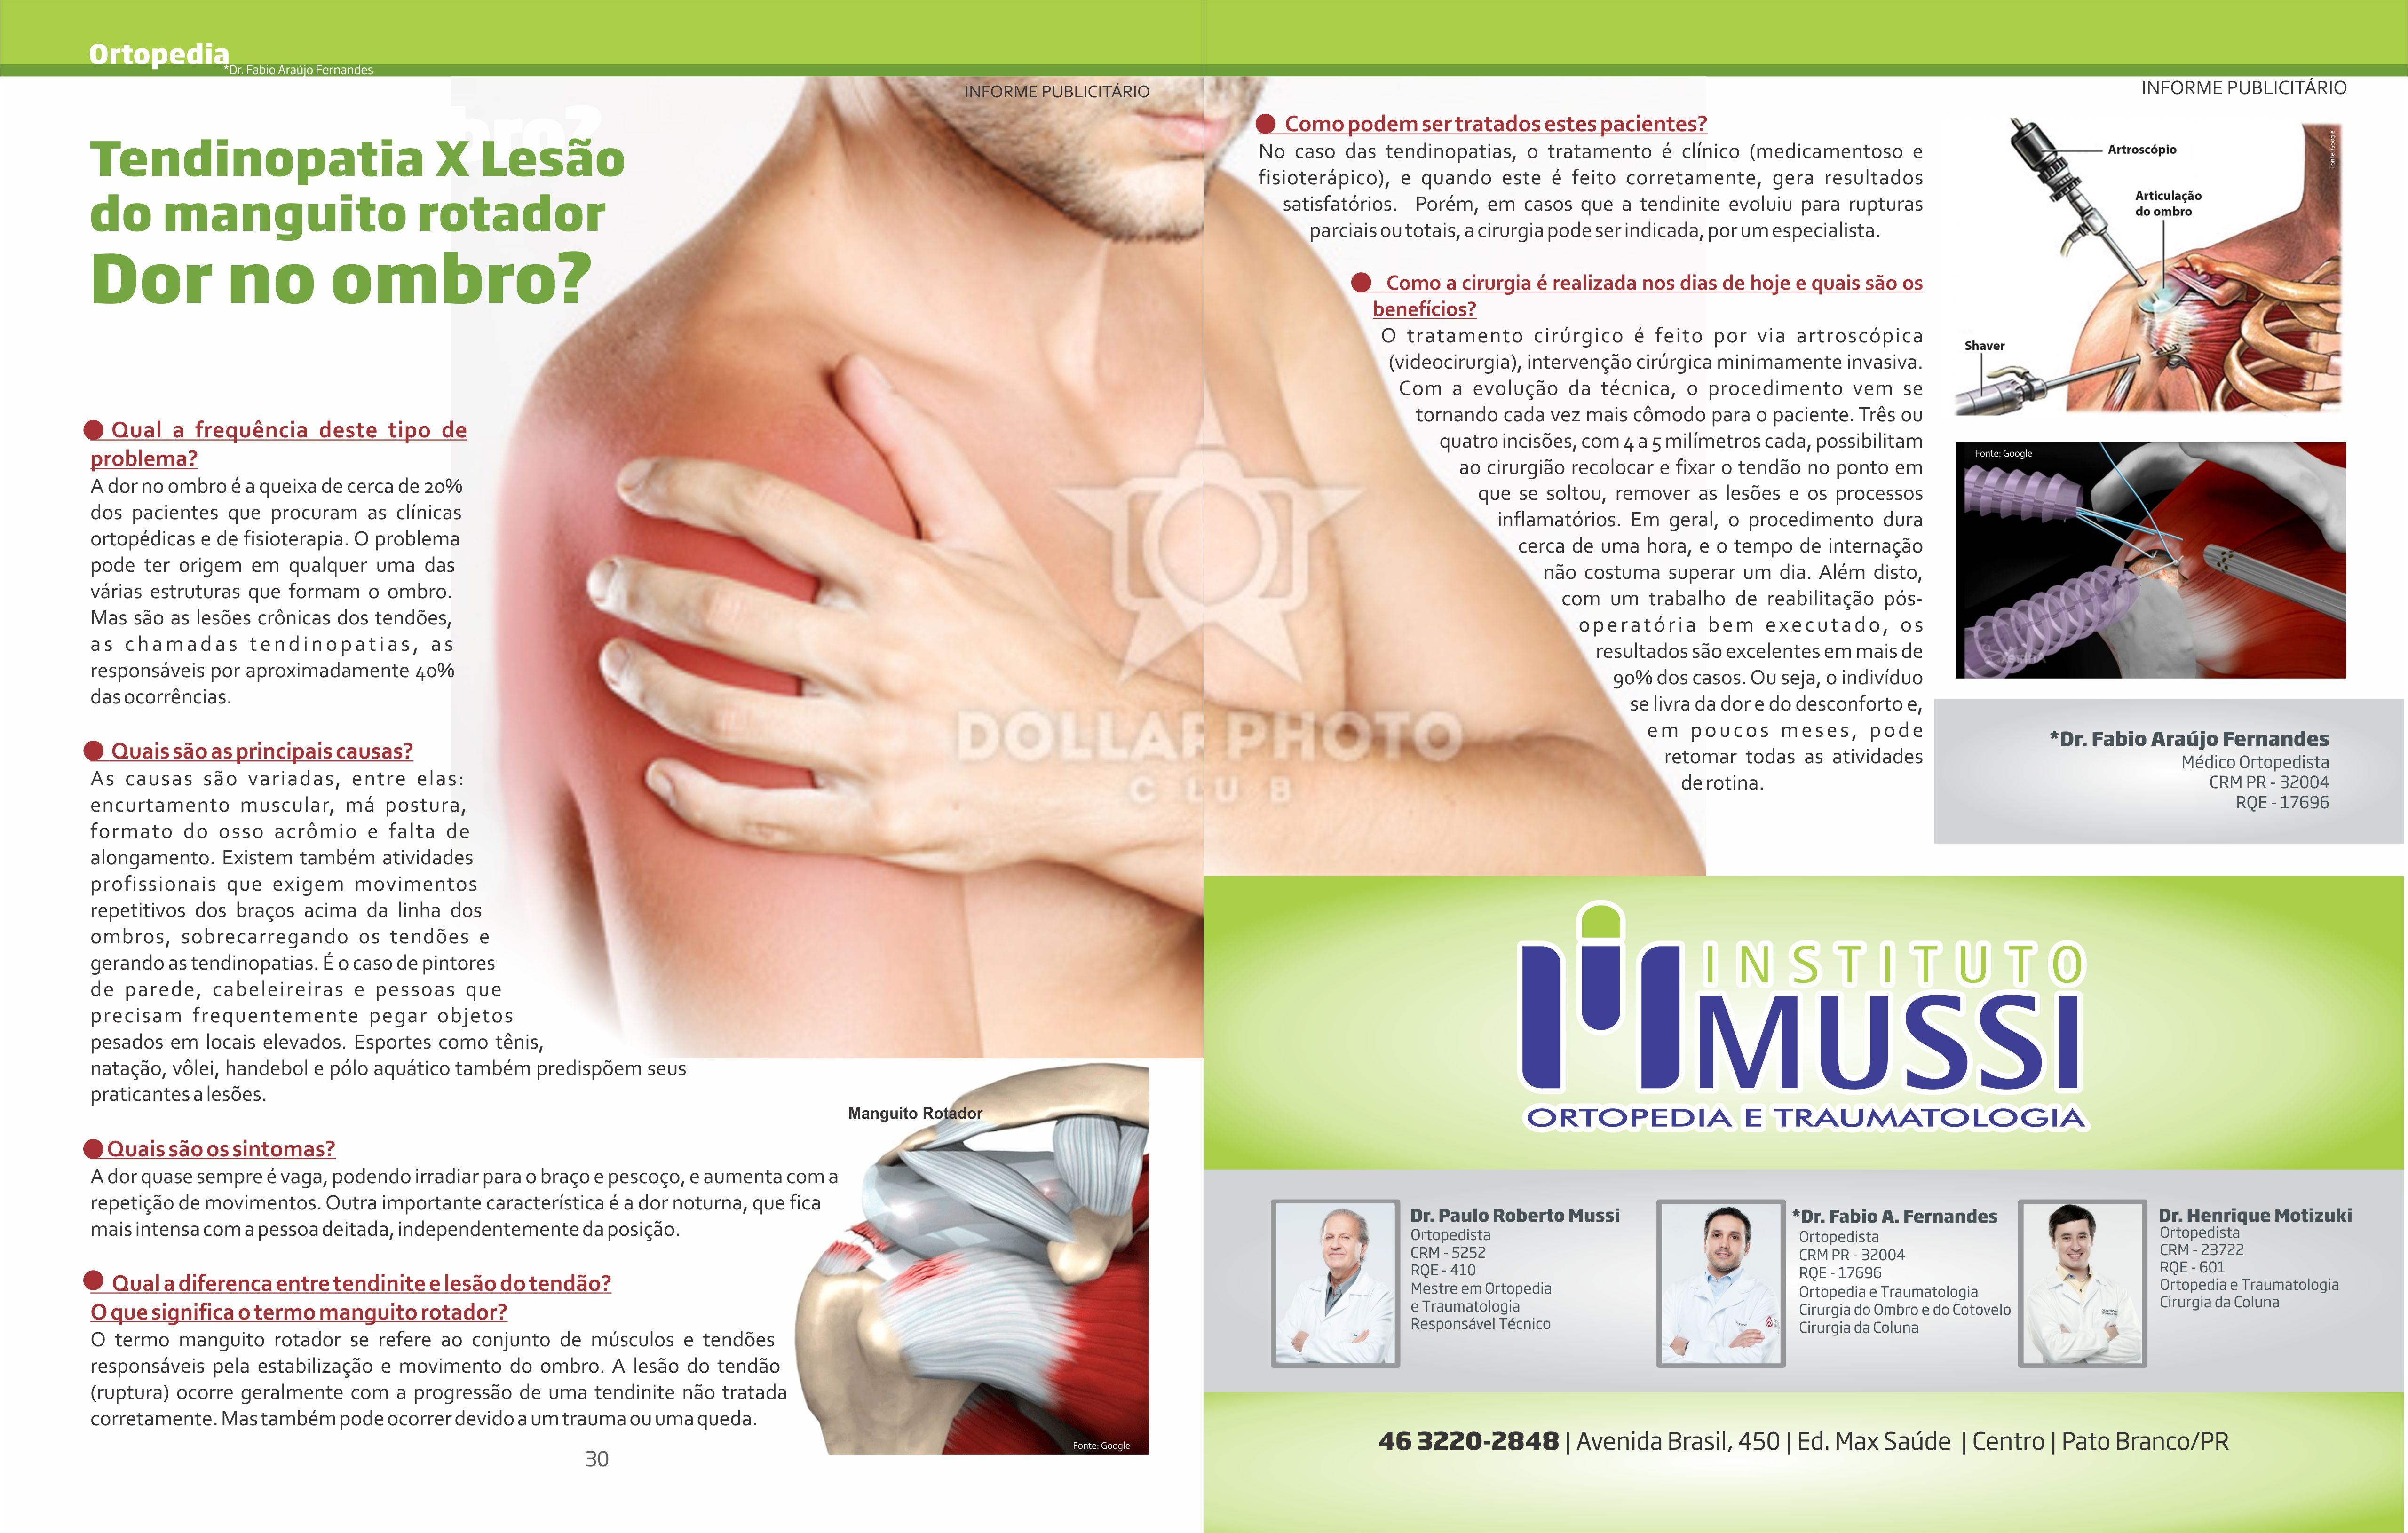 Ortopedia
*Dr. Fabio Araújo Fernandes
INFORME PUBLICITÁRIO
Tendinopatia X Lesão
do manguito rotador
Dor no ombro?
bro?
Qual a frequência deste tipo de
problema?
A dor no ombro é a queixa de cerca de 20%
dos pacientes que procuram as clínicas
ortopédicas e de fisioterapia. O problema
pode ter origem em qualquer uma das
várias estruturas que formam o ombro.
Mas são as lesões crônicas dos tendões,
as chamadas tendinopatias, as
responsáveis por aproximadamente 40%
das ocorrências.
Quais são as principais causas?
As causas são variadas, entre elas:
encurtamento muscular, má postura,
formato do osso acrômio e falta de
alongamento. Existem também atividades
profissionais que exigem movimentos
repetitivos dos braços acima da linha dos
ombros, sobrecarregando os tendões e
gerando as tendinopatias. É o caso de pintores
de parede, cabeleireiras e pessoas que
precisam frequentemente pegar objetos
pesados em locais elevados. Esportes como tênis,
natação, vôlei, handebol e pólo aquático também predispõem seus
praticantes a lesões.
Quais são os sintomas?
A dor quase sempre é vaga, podendo irradiar para o braço e pescoço, e aumenta com a
repetição de movimentos. Outra importante característica é a dor noturna, que fica
mais intensa com a pessoa deitada, independentemente da posição.
Qual a diferenca entre tendinite e lesão do tendão?
O que significa o termo manguito rotador?
O termo manguito rotador se refere ao conjunto de músculos e tendões
responsáveis pela estabilização e movimento do ombro. A lesão do tendão
(ruptura) ocorre geralmente com a progressão de uma tendinite não tratada
corretamente. Mas também pode ocorrer devido a um trauma ou uma queda.
Manguito Rotador
Fonte: Google
30
DOLLAR PHOTO
CLUB
INFORME PUBLICITÁRIO
Como podem ser tratados estes pacientes?
No caso das tendinopatias, o tratamento é clínico (medicamentoso e
fisioterápico), e quando este é feito corretamente, gera resultados
satisfatórios. Porém, em casos que a tendinite evoluiu para rupturas
parciais ou totais, a cirurgia pode ser indicada, por um especialista.
Como a cirurgia é realizada nos dias de hoje e quais são os
benefícios?
O tratamento cirúrgico é feito por via artroscópica
(videocirurgia), intervenção cirúrgica minimamente invasiva.
Com a evolução da técnica, o procedimento vem se
tornando cada vez mais cômodo para o paciente. Três ou
quatro incisões, com 4 a 5 milímetros cada, possibilitam
ao cirurgião recolocar e fixar o tendão no ponto em
que se soltou, remover as lesões e os processos
inflamatórios. Em geral, o procedimento dura
cerca de uma hora, e o tempo de internação
não costuma superar um dia. Além disto,
com um trabalho de reabilitação pós-
operatória bem executado, os
resultados são excelentes em mais de
90% dos casos. Ou seja, o indivíduo
se livra da dor e do desconforto e,
em poucos meses, pode
retomar todas as atividades
de rotina.
Artroscópio
Articulação
do ombro
Shaver
Fonte: Google
Fonte: Google
*Dr. Fabio Araújo Fernandes
Médico Ortopedista
CRM PR - 32004
RQE - 17696
INSTITUTO
MUSSI
ORTOPEDIA E TRAUMATOLOGIA
Dr. Paulo Roberto Mussi
Ortopedista
CRM - 5252
RQE - 410
Mestre em Ortopedia
e Traumatologia
Responsável Técnico
*Dr. Fabio A. Fernandes
Ortopedista
CRM PR - 32004
RQE - 17696
Ortopedia e Traumatologia
Cirurgia do Ombro e do Cotovelo
Cirurgia da Coluna
Dr. Henrique Motizuki
Ortopedista
CRM - 23722
RQE - 601
Ortopedia e Traumatologia
Cirurgia da Coluna
46 3220-2848 | Avenida Brasil, 450 | Ed. Max Saúde | Centro | Pato Branco/PR